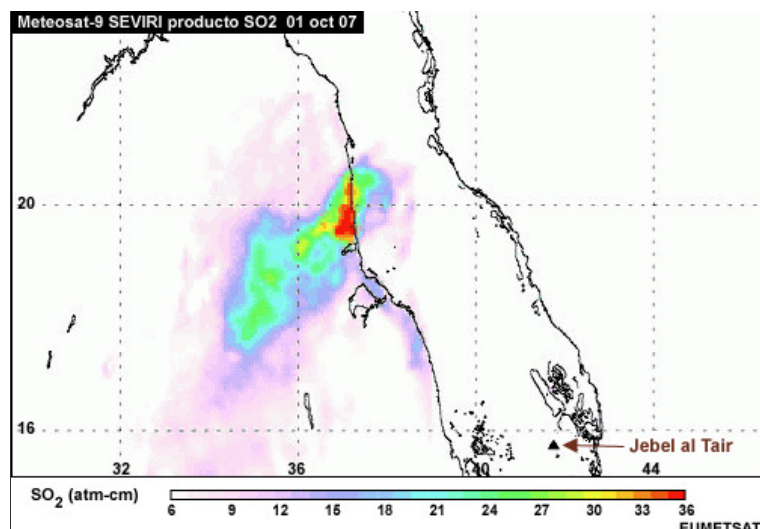 Meteosat-9 SEVIRI producto SO2 01 oct 07
20
16
32 36 40 44
Jebel al Tair
SO2 (atm-cm)
6 9 12 15 18 21 24 27 30 33 36
EUMETSAT